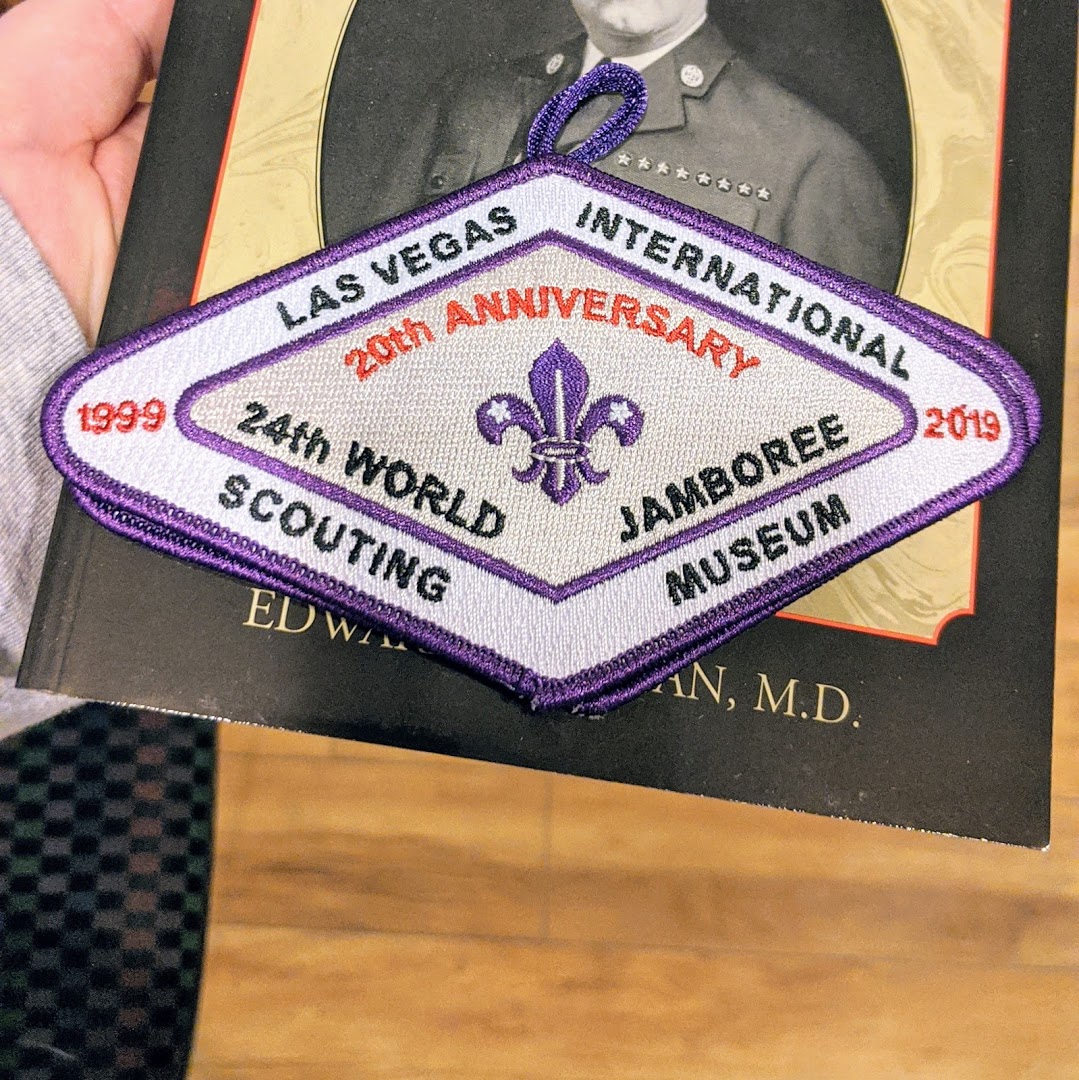 LAS VEGAS INTERNATIONAL
20th ANNIVERSARY
1999 2019
24th WORLD JAMBOREE
SCOUTING MUSEUM
M.D.